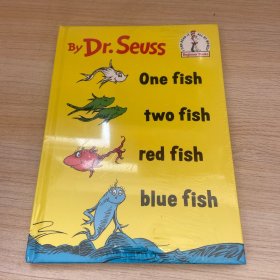 By Dr. Seuss
One fish
two fish
red fish
blue fish